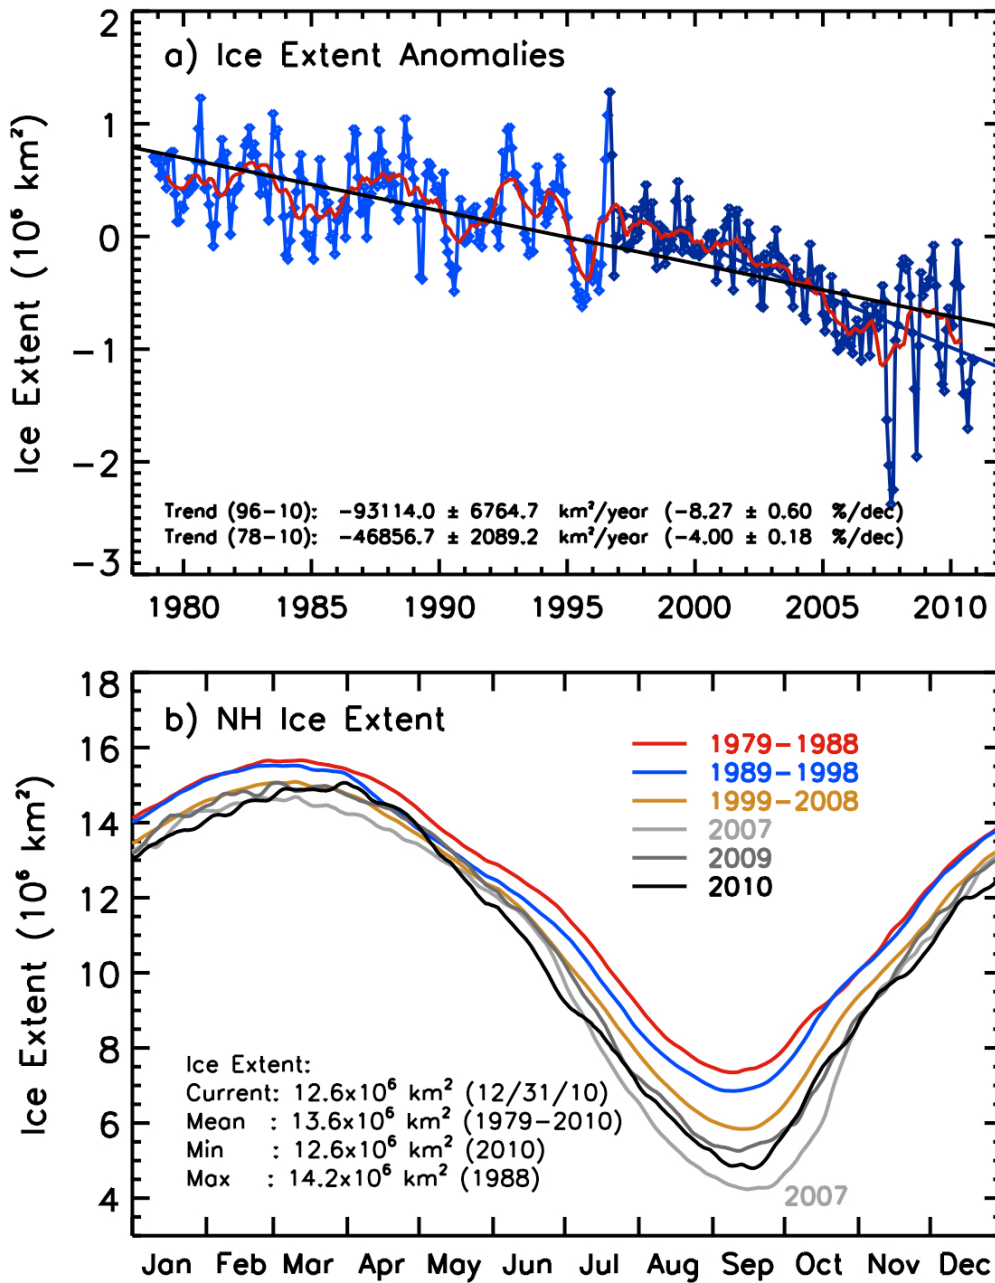 a) Ice Extent Anomalies
Ice Extent (10⁶ km²)
2
1
0
−1
−2
−3
Trend (96−10): −93114.0 ± 6764.7 km²/year (−8.27 ± 0.60 %/dec)
Trend (78−10): −46856.7 ± 2089.2 km²/year (−4.00 ± 0.18 %/dec)
1980 1985 1990 1995 2000 2005 2010
b) NH Ice Extent
Ice Extent (10⁶ km²)
18
16
14
12
10
8
6
4
1979−1988
1989−1998
1999−2008
2007
2009
2010
Ice Extent:
Current: 12.6x10⁶ km² (12/31/10)
Mean : 13.6x10⁶ km² (1979−2010)
Min : 12.6x10⁶ km² (2010)
Max : 14.2x10⁶ km² (1988)
2007
Jan Feb Mar Apr May Jun Jul Aug Sep Oct Nov Dec